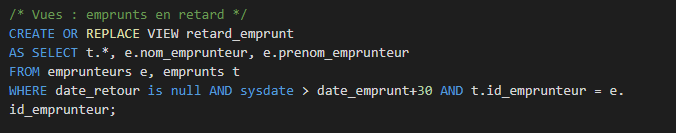 /* Vues : emprunts en retard */
CREATE OR REPLACE VIEW retard_emprunt
AS SELECT t.*, e.nom_emprunteur, e.prenom_emprunteur
FROM emprunteurs e, emprunts t
WHERE date_retour is null AND sysdate > date_emprunt+30 AND t.id_emprunteur = e.
id_emprunteur;